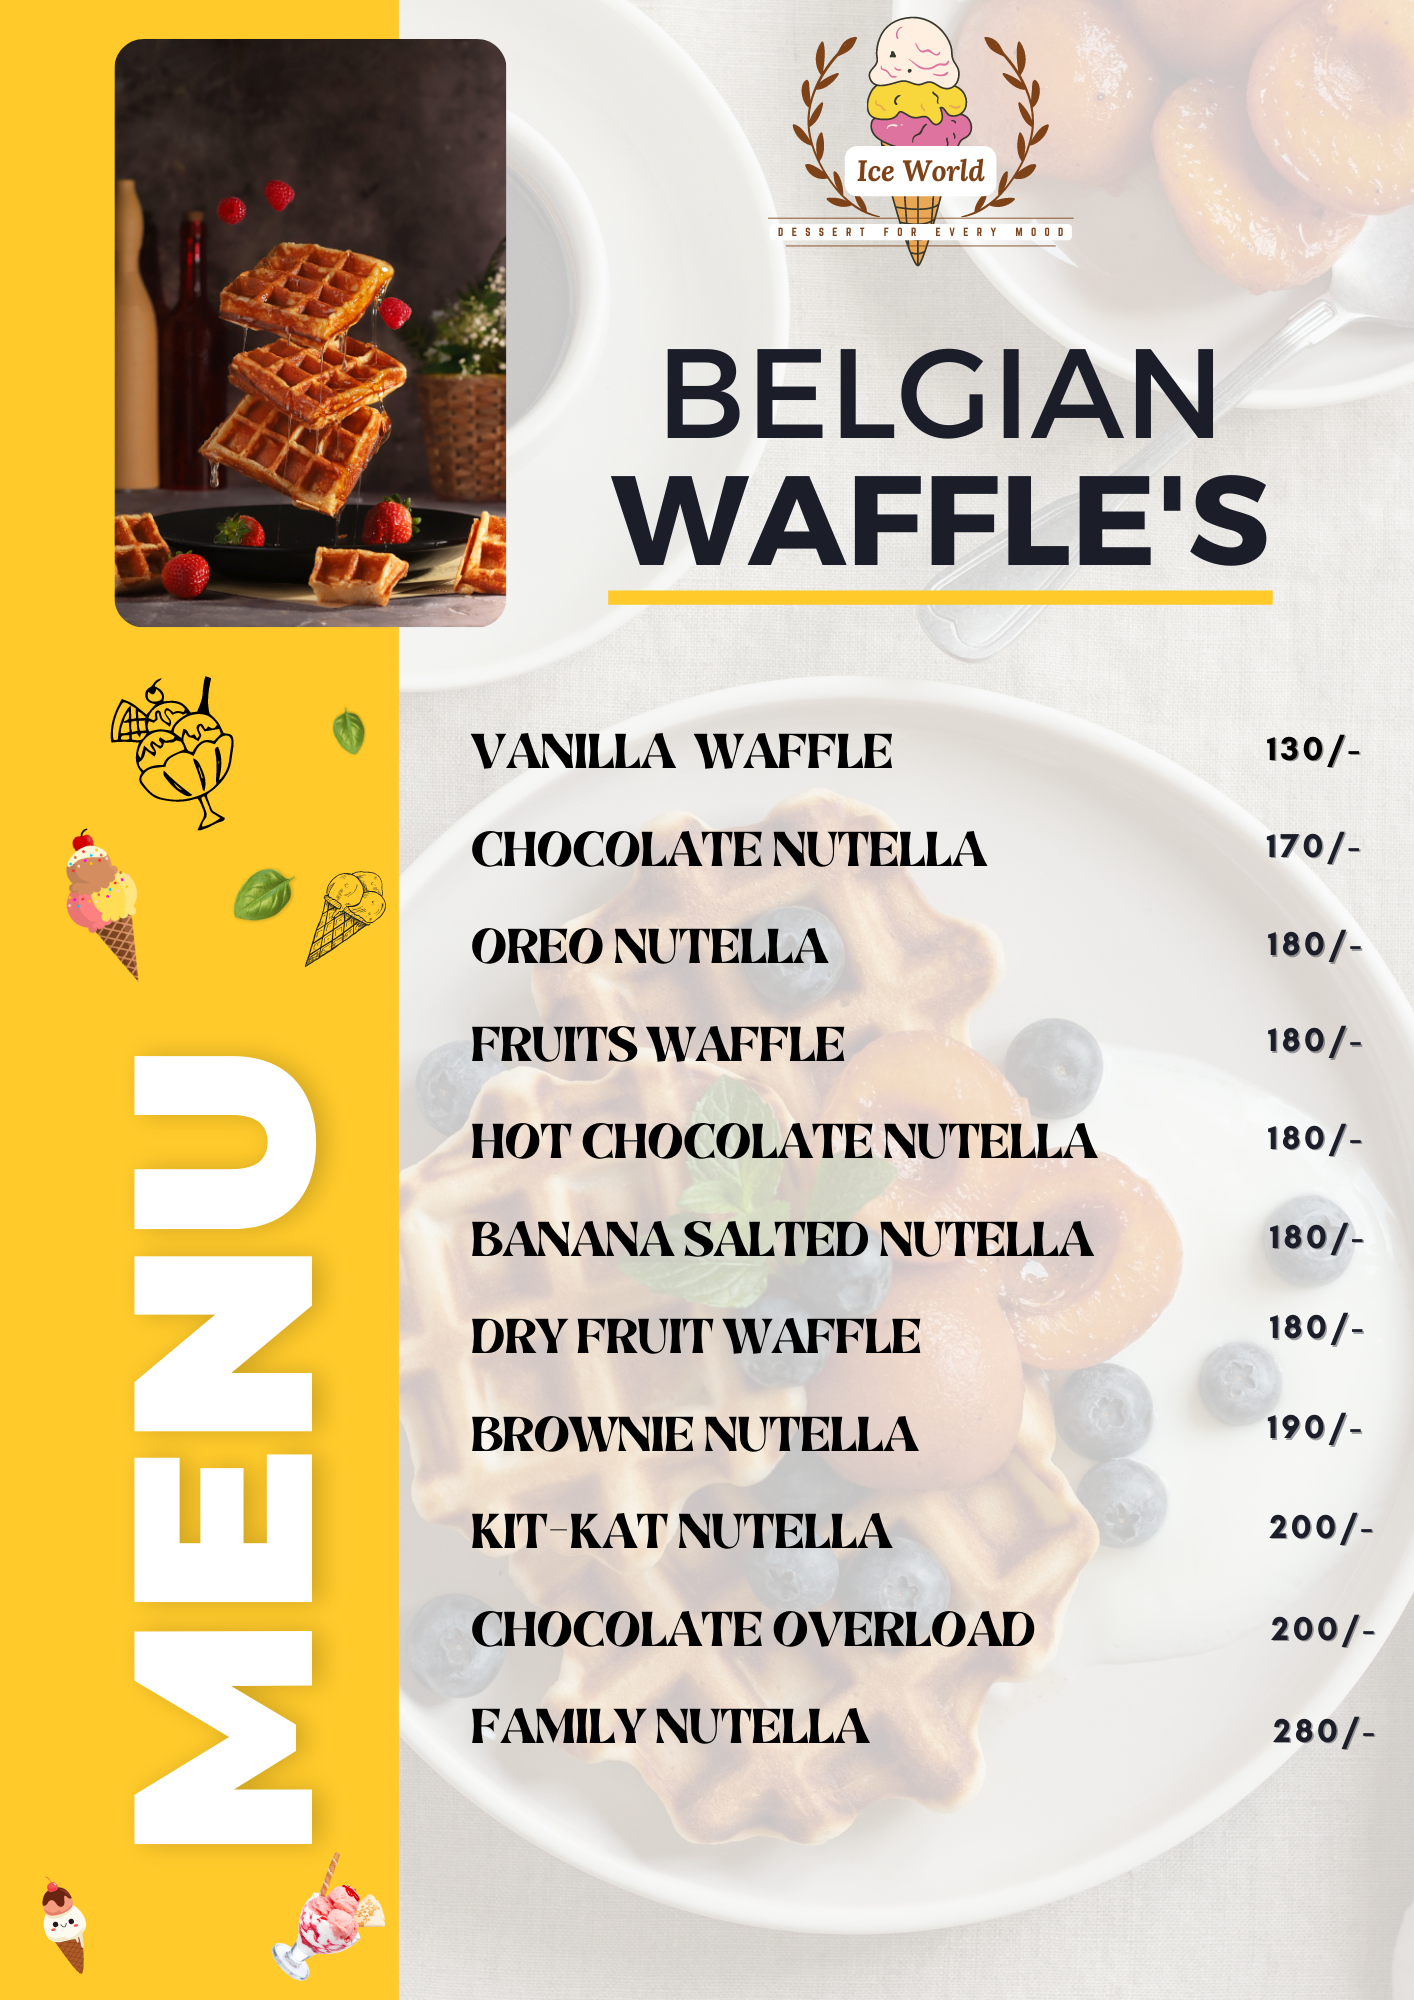 Ice World
DESSERT FOR EVERY MOOD
BELGIAN
WAFFLE'S
VANILLA WAFFLE 130/-
CHOCOLATE NUTELLA 170/-
OREO NUTELLA 180/-
FRUITS WAFFLE 180/-
HOT CHOCOLATE NUTELLA 180/-
BANANA SALTED NUTELLA 180/-
DRY FRUIT WAFFLE 180/-
BROWNIE NUTELLA 190/-
KIT-KAT NUTELLA 200/-
CHOCOLATE OVERLOAD 200/-
FAMILY NUTELLA 280/-
MENU